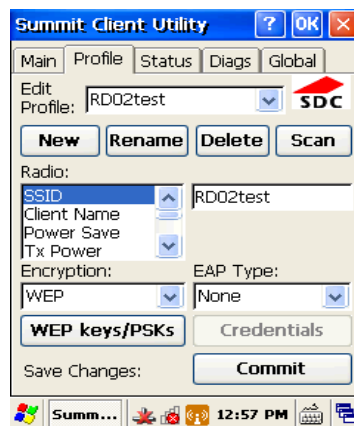 Summit Client Utility ? OK
Main Profile Status Diags Global
Edit
Profile: RD02test
SDC
New Rename Delete Scan
Radio:
SSID RD02test
Client Name
Power Save
Tx Power
Encryption: EAP Type:
WEP None
WEP keys/PSKs Credentials
Save Changes: Commit
Summ... 12:57 PM